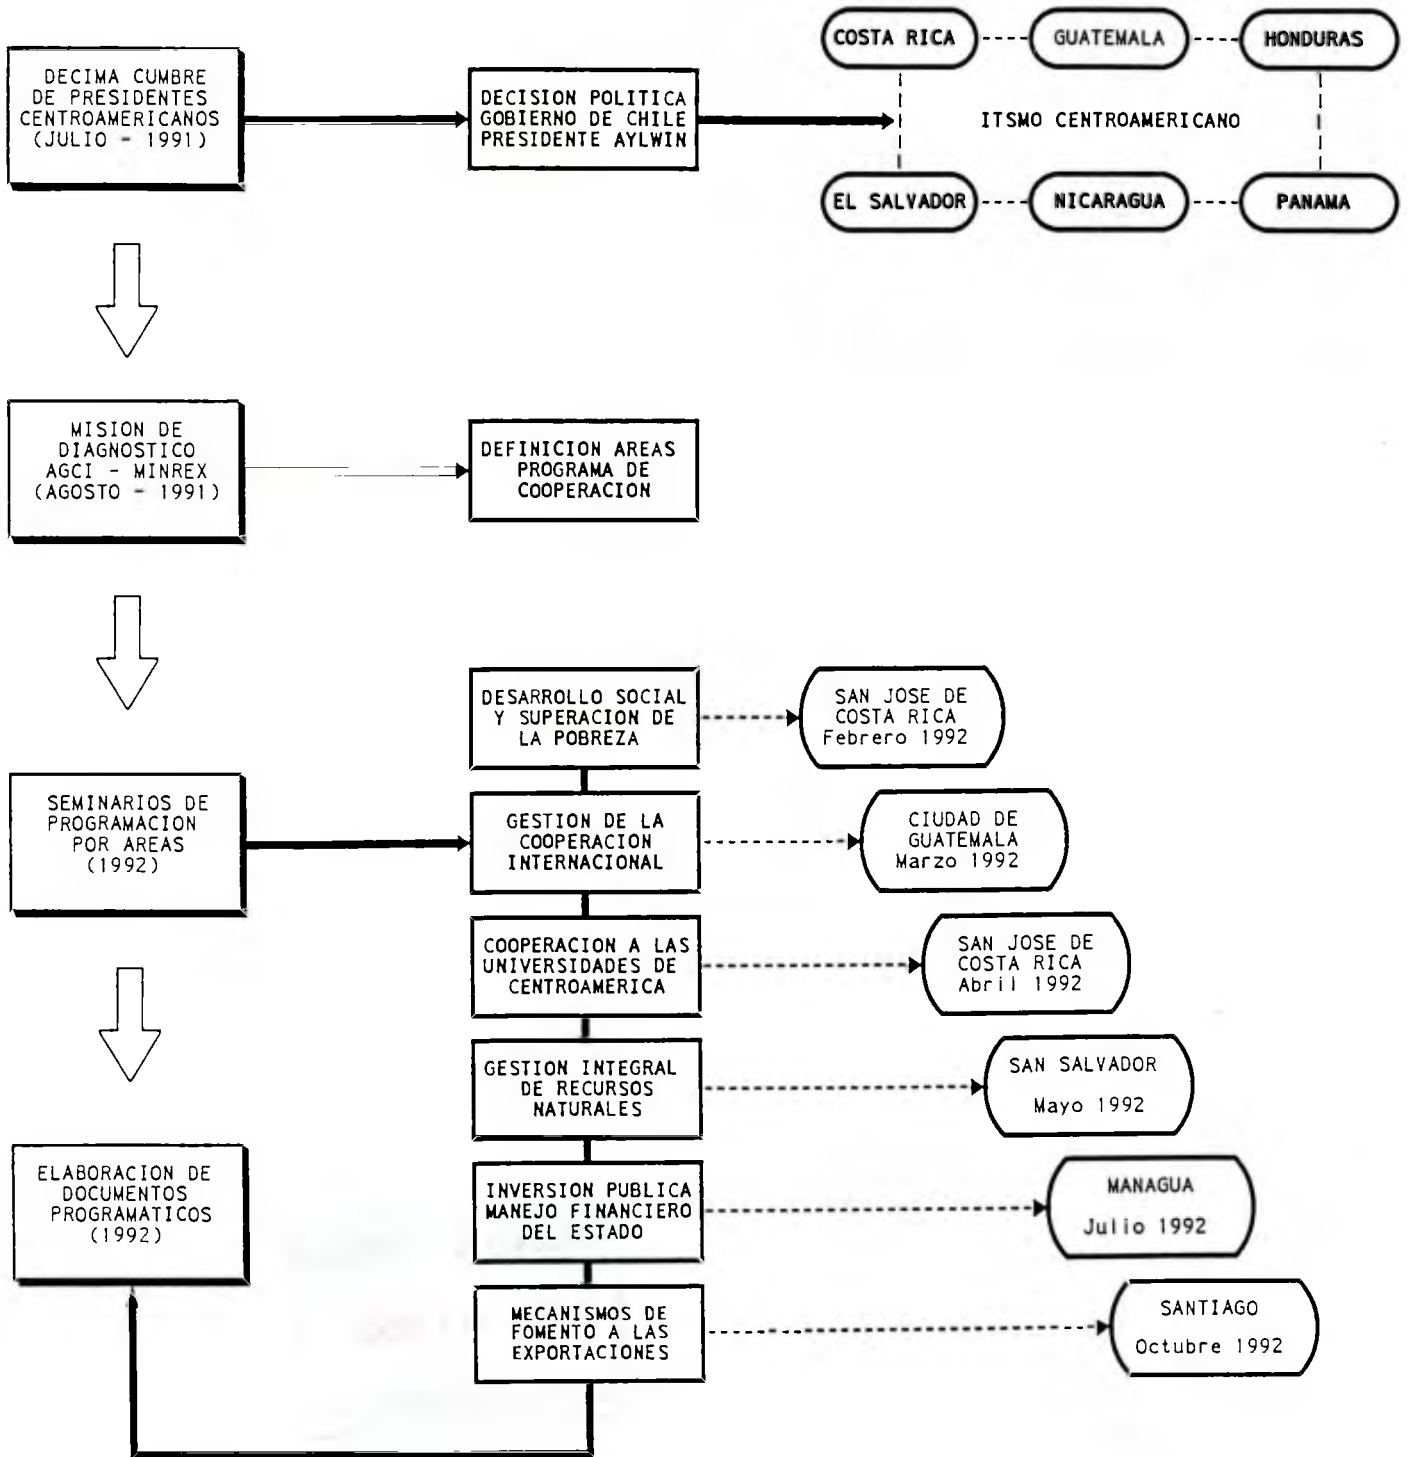 DECIMA CUMBRE
DE PRESIDENTES
CENTROAMERICANOS
(JULIO - 1991)
DECISION POLITICA
GOBIERNO DE CHILE
PRESIDENTE AYLWIN
COSTA RICA
GUATEMALA
HONDURAS
ITSMO CENTROAMERICANO
EL SALVADOR
NICARAGUA
PANAMA
MISION DE
DIAGNOSTICO
AGCI - MINREX
(AGOSTO - 1991)
DEFINICION AREAS
PROGRAMA DE
COOPERACION
SEMINARIOS DE
PROGRAMACION
POR AREAS
(1992)
DESARROLLO SOCIAL
Y SUPERACION DE
LA POBREZA
SAN JOSE DE
COSTA RICA
Febrero 1992
GESTION DE LA
COOPERACION
INTERNACIONAL
CIUDAD DE
GUATEMALA
Marzo 1992
COOPERACION A LAS
UNIVERSIDADES DE
CENTROAMERICA
SAN JOSE DE
COSTA RICA
Abril 1992
GESTION INTEGRAL
DE RECURSOS
NATURALES
SAN SALVADOR
Mayo 1992
ELABORACION DE
DOCUMENTOS
PROGRAMATICOS
(1992)
INVERSION PUBLICA
MANEJO FINANCIERO
DEL ESTADO
MANAGUA
Julio 1992
MECANISMOS DE
FOMENTO A LAS
EXPORTACIONES
SANTIAGO
Octubre 1992